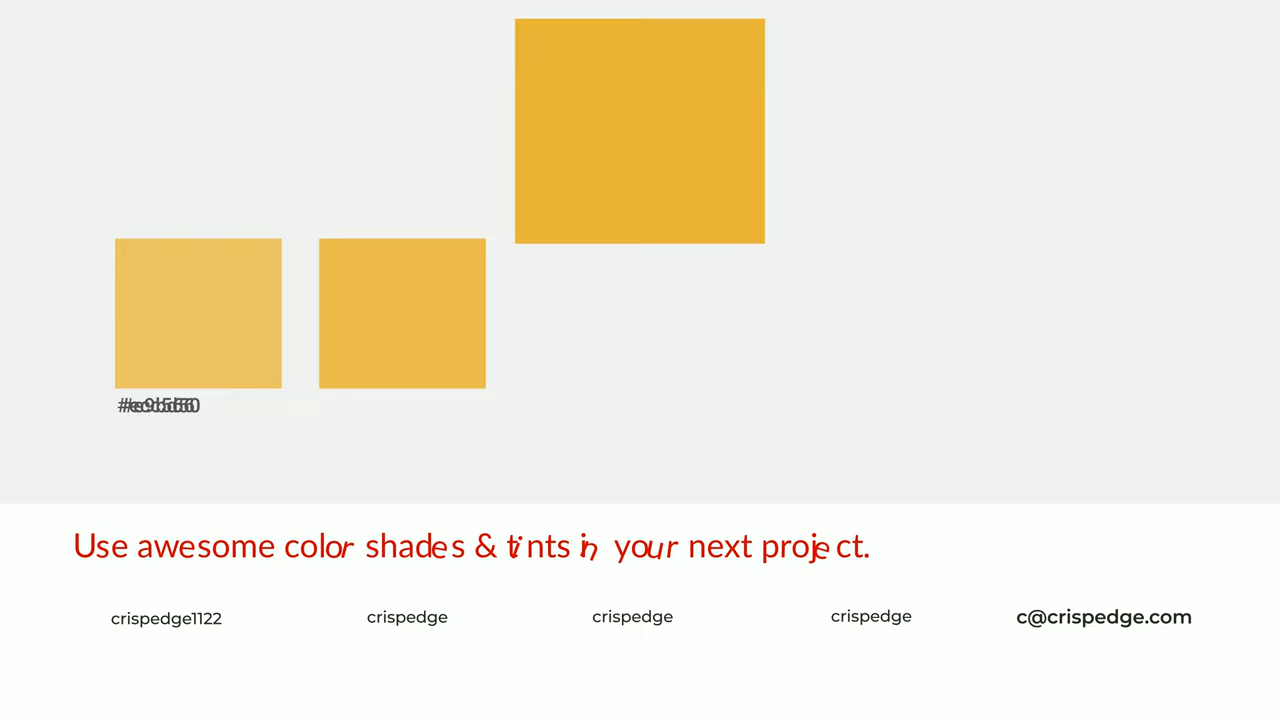 Use awesome color shades & tints in your next project.
crispedge1122 crispedge crispedge crispedge c@crispedge.com